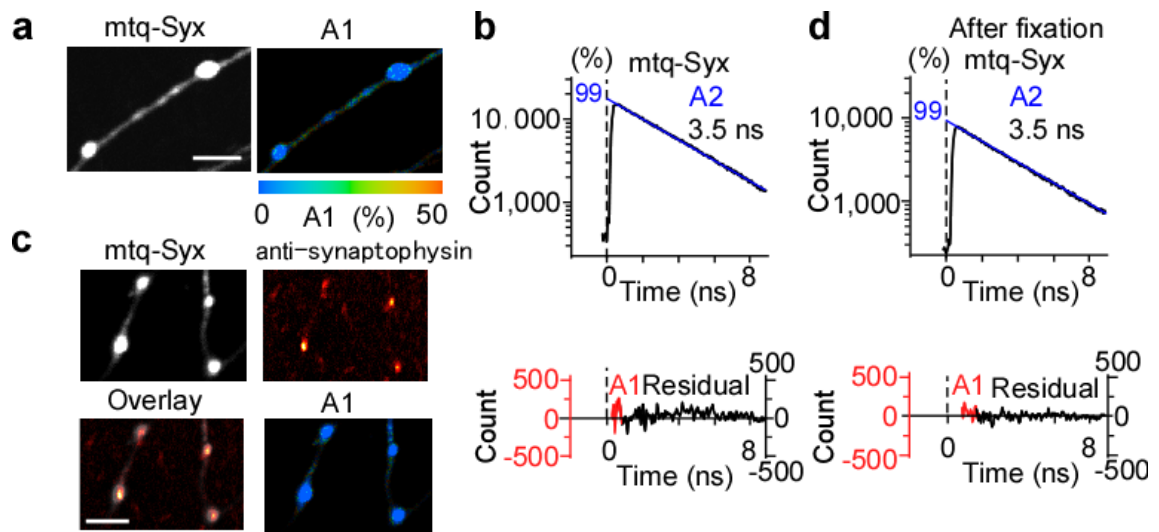 a
mtq-Syx
A1
0 A1 (%) 50
b
(%)
mtq-Syx
99
A2
3.5 ns
10,000
1,000
Count
0 8
Time (ns)
500
0
-500
Count
A1
Residual
500
0
-500
0 8
Time (ns)
c
mtq-Syx
anti-synaptophysin
Overlay
A1
d
After fixation
(%)
mtq-Syx
99
A2
3.5 ns
10,000
1,000
Count
0 8
Time (ns)
500
0
-500
Count
A1
Residual
500
0
-500
0 8
Time (ns)